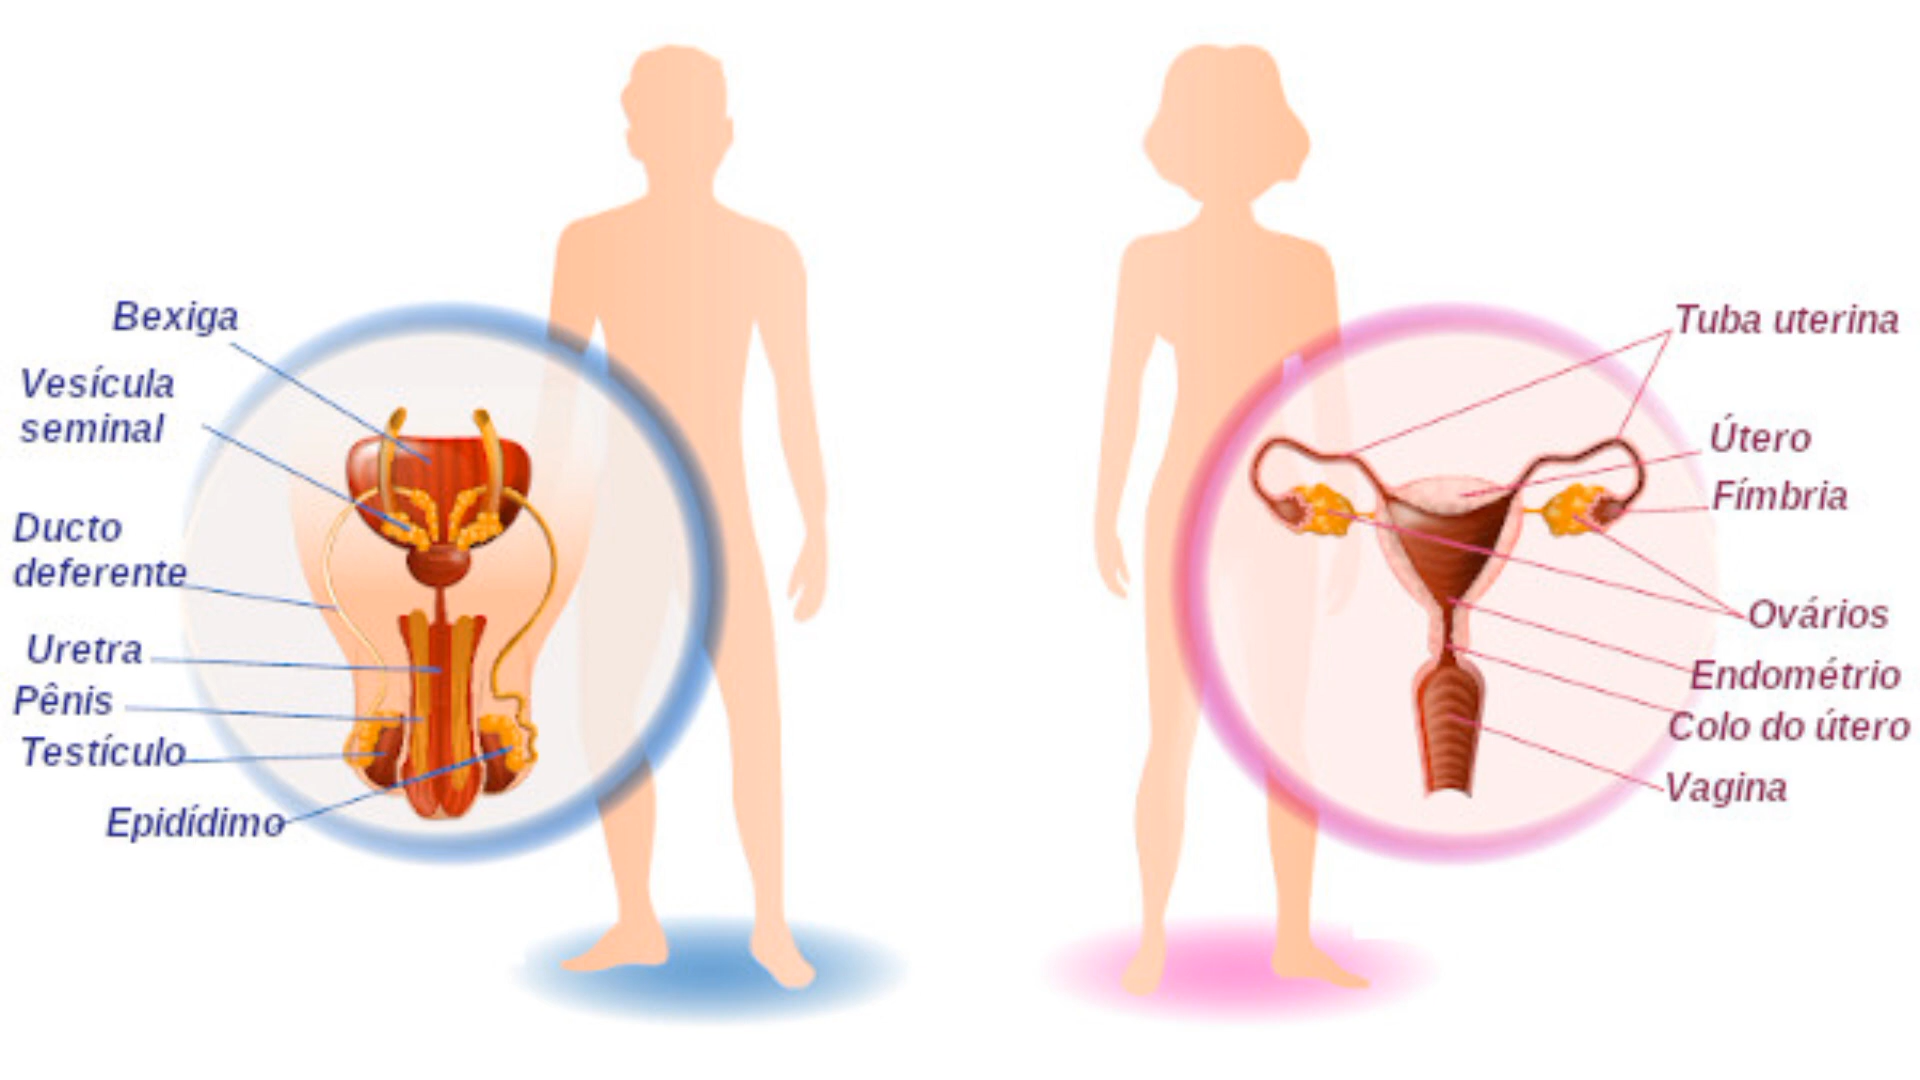 Bexiga
Vesícula
seminal
Ducto
deferente
Uretra
Pênis
Testículo
Epidídimo
Tuba uterina
Útero
Fímbria
Ovários
Endométrio
Colo do útero
Vagina